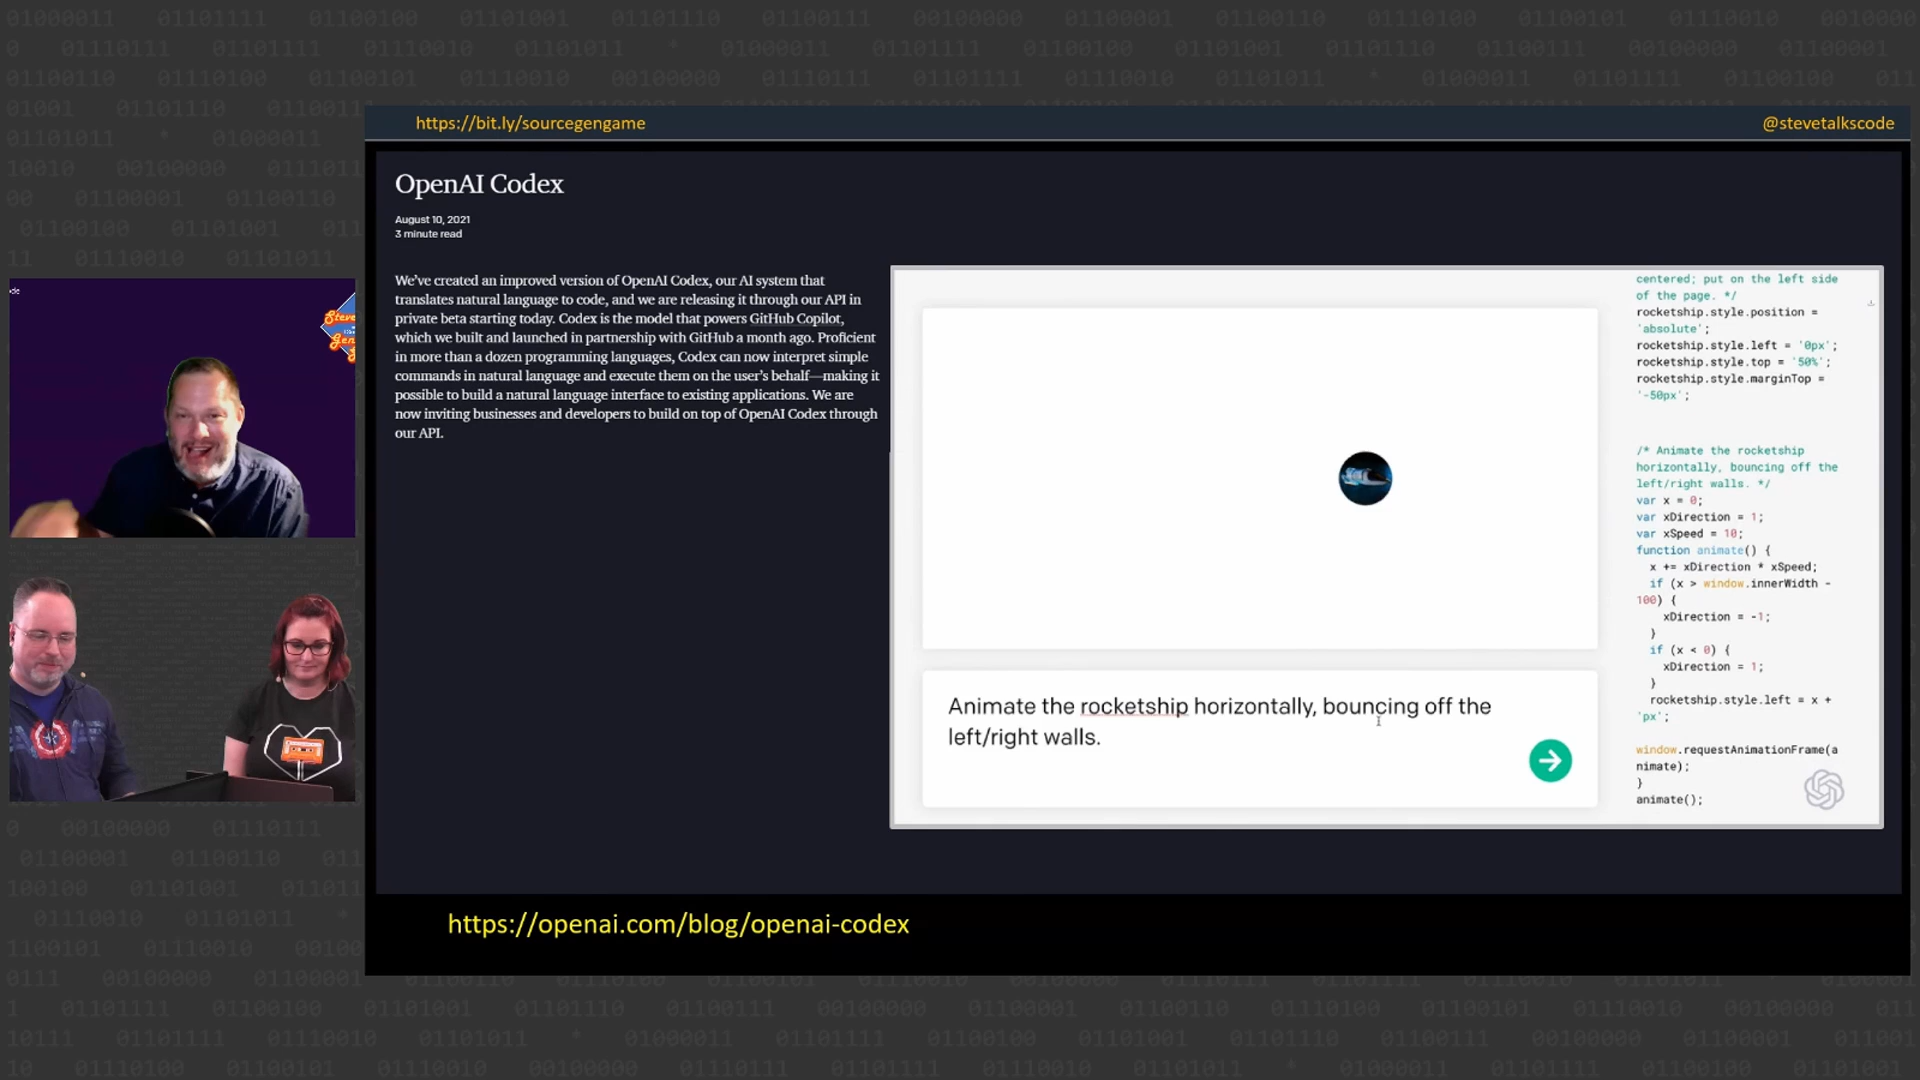 https://bit.ly/sourcegengame
@stevetalkscode
OpenAI Codex
August 10, 2021
3 minute read
We've created an improved version of OpenAI Codex, our AI system that
translates natural language to code, and we are releasing it through our API in
private beta starting today. Codex is the model that powers GitHub Copilot,
which we built and launched in partnership with GitHub a month ago. Proficient
in more than a dozen programming languages, Codex can now interpret simple
commands in natural language and execute them on the user's behalf—making it
possible to build a natural language interface to existing applications. We are
now inviting businesses and developers to build on top of OpenAI Codex through
our API.
Animate the rocketship horizontally, bouncing off the
left/right walls.
centered; put on the left side
of the page. */
rocketship.style.position =
'absolute';
rocketship.style.left = '0px';
rocketship.style.top = '50%';
rocketship.style.marginTop =
'-50px';
/* Animate the rocketship
horizontally, bouncing off the
left/right walls. */
var x = 0;
var xDirection = 1;
var xSpeed = 10;
function animate() {
x += xDirection * xSpeed;
if (x > window.innerWidth -
100) {
xDirection = -1;
}
if (x < 0) {
xDirection = 1;
}
rocketship.style.left = x +
'px';
window.requestAnimationFrame(a
nimate);
}
animate();
https://openai.com/blog/openai-codex